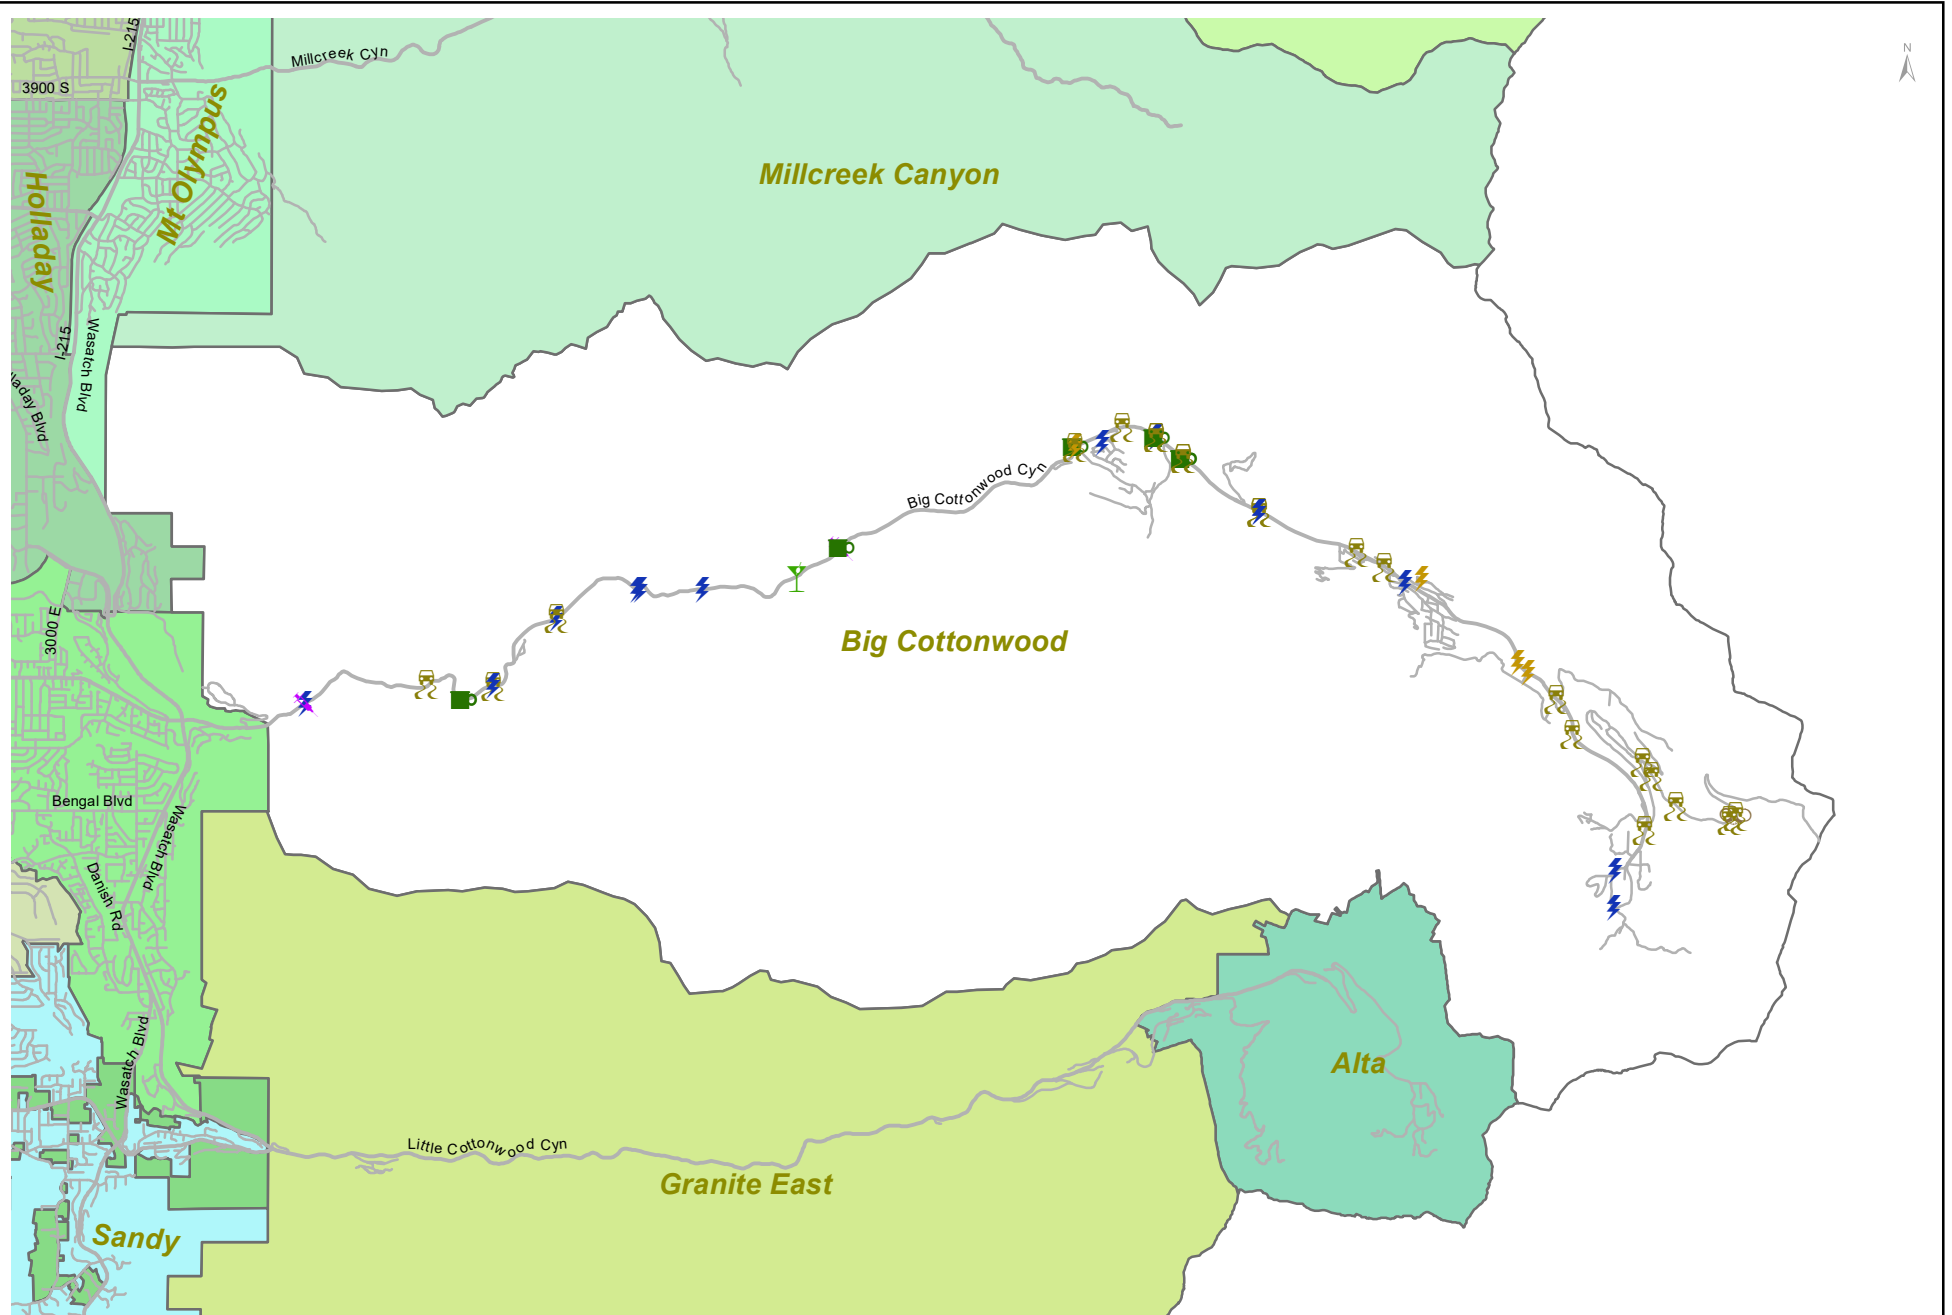 I-215
Millcreek Cyn
N
3900 S
Mt Olympus
Millcreek Canyon
Holladay
I-215
Wasatch Blvd
laday Blvd
Big Cottonwood Cyn
3000 E
Big Cottonwood
Bengal Blvd
Wasatch Blvd
Danish Rd
Wasatch Blvd
Alta
Little Cottonwood Cyn
Granite East
Sandy